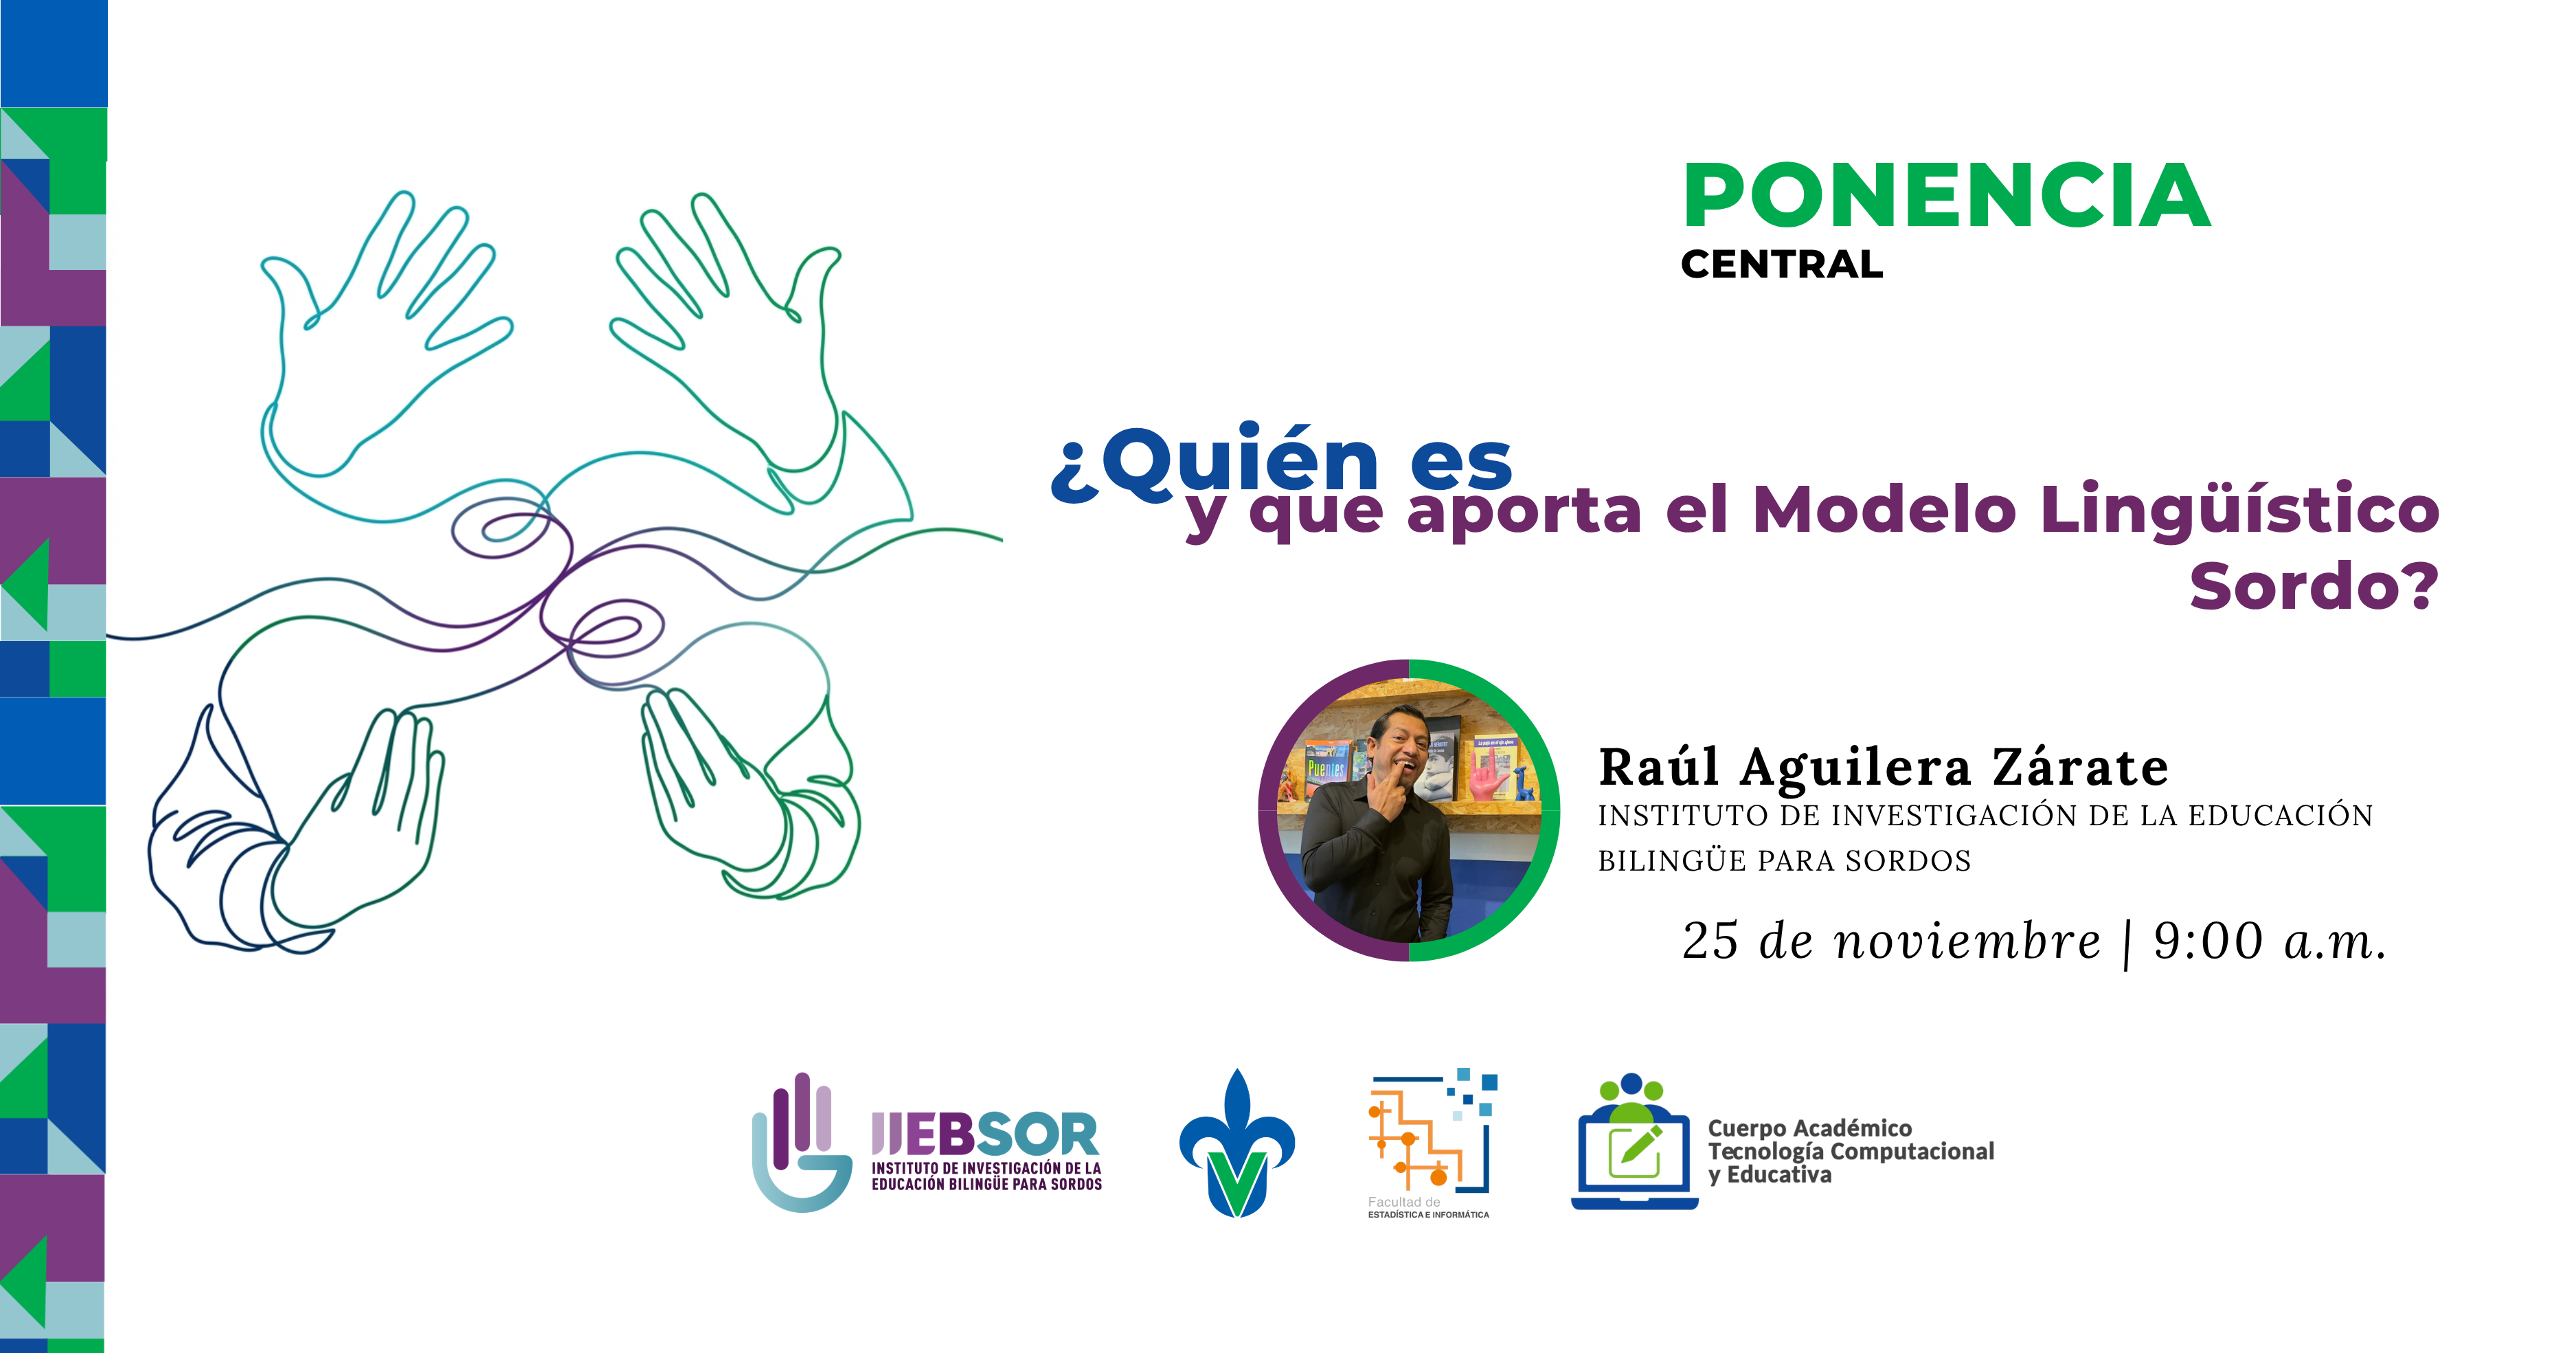 PONENCIA
CENTRAL
¿Quién es
y que aporta el Modelo Lingüístico
Sordo?
Puentes
Raúl Aguilera Zárate
INSTITUTO DE INVESTIGACIÓN DE LA EDUCACIÓN
BILINGÜE PARA SORDOS
25 de noviembre | 9:00 a.m.
IIEBSOR
INSTITUTO DE INVESTIGACIÓN DE LA
EDUCACIÓN BILINGÜE PARA SORDOS
Facultad de
ESTADÍSTICA E INFORMÁTICA
Cuerpo Académico
Tecnología Computacional
y Educativa